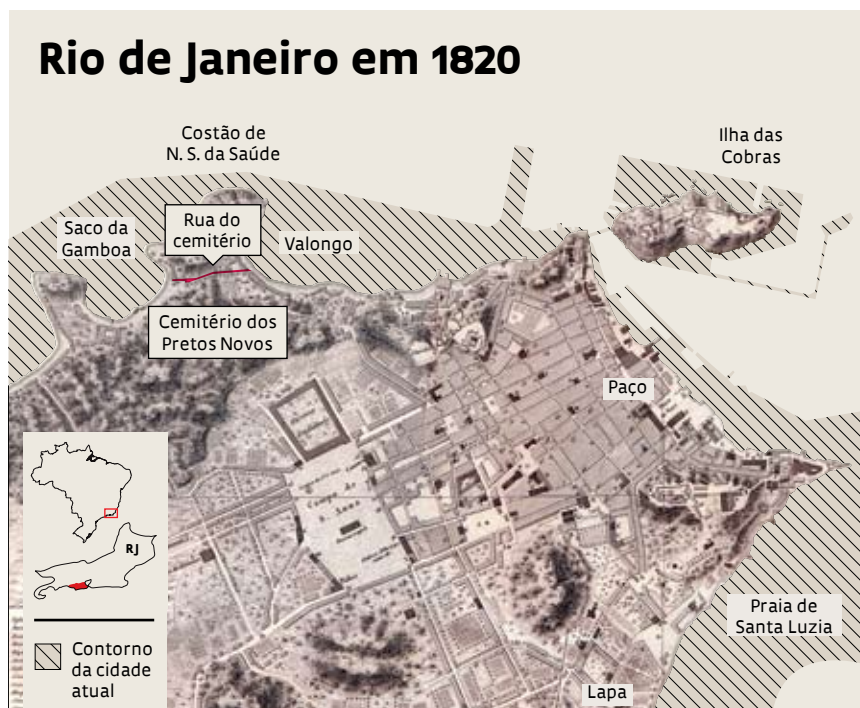 Rio de Janeiro em 1820
Costão de
N. S. da Saúde
Ilha das
Cobras
Saco da
Gamboa
Rua do
cemitério
Valongo
Cemitério dos
Pretos Novos
Paço
RJ
Praia de
Santa Luzia
Contorno
da cidade
atual
Lapa